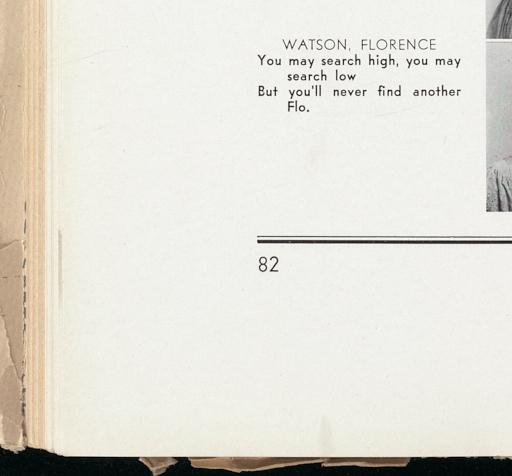 WATSON, FLORENCE
You may search high, you may
search low
But you'll never find another
Flo.
82